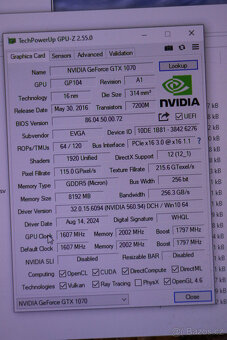 TechPowerUp GPU-Z 2.55.0
Graphics Card Sensors Advanced Validation
Name NVIDIA GeForce GTX 1070 Lookup
GPU GP104 Revision A1
Technology 16 nm Die Size 314 mm²
Release Date May 30, 2016 Transistors 7200M
NVIDIA
BIOS Version 86.04.50.00.72 UEFI
Subvendor EVGA Device ID 10DE 1B81 - 3842 6276
ROPs/TMUs 64 / 120 Bus Interface PCIe x16 3.0 @ x16 1.1 ?
Shaders 1920 Unified DirectX Support 12 (12_1)
Pixel Fillrate 115.0 GPixel/s Texture Fillrate 215.6 GTexel/s
Memory Type GDDR5 (Micron) Bus Width 256 bit
Memory Size 8192 MB Bandwidth 256.3 GB/s
Driver Version 32.0.15.6094 (NVIDIA 560.94) DCH / Win10 64
Driver Date Aug 14, 2024 Digital Signature WHQL
GPU Clock 1607 MHz Memory 2002 MHz Boost 1797 MHz
Default Clock 1607 MHz Memory 2002 MHz Boost 1797 MHz
NVIDIA SLI Disabled Resizable BAR Disabled
Computing OpenCL CUDA DirectCompute DirectML
Technologies Vulkan Ray Tracing PhysX OpenGL 4.6
NVIDIA GeForce GTX 1070 Close